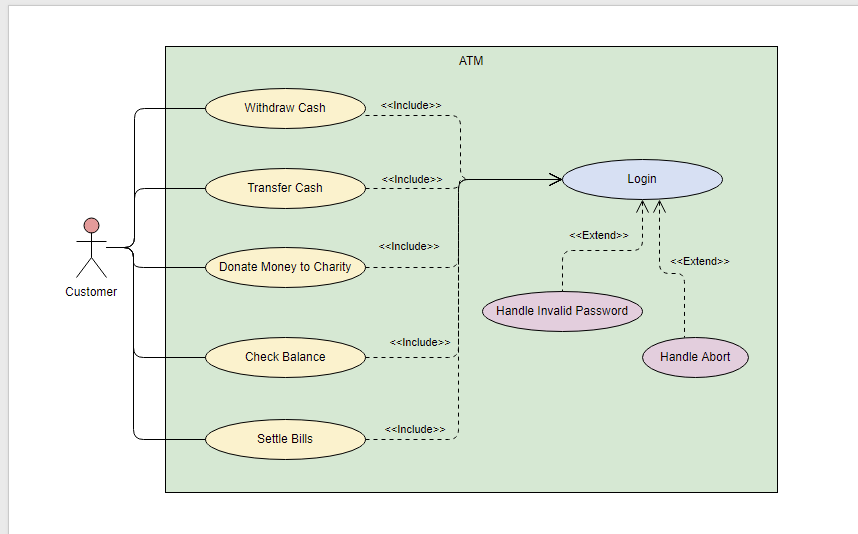 ATM
Withdraw Cash
<<Include>>
Transfer Cash
<<Include>>
Login
Customer
Donate Money to Charity
<<Include>>
<<Extend>>
<<Extend>>
Handle Invalid Password
Check Balance
<<Include>>
Handle Abort
Settle Bills
<<Include>>